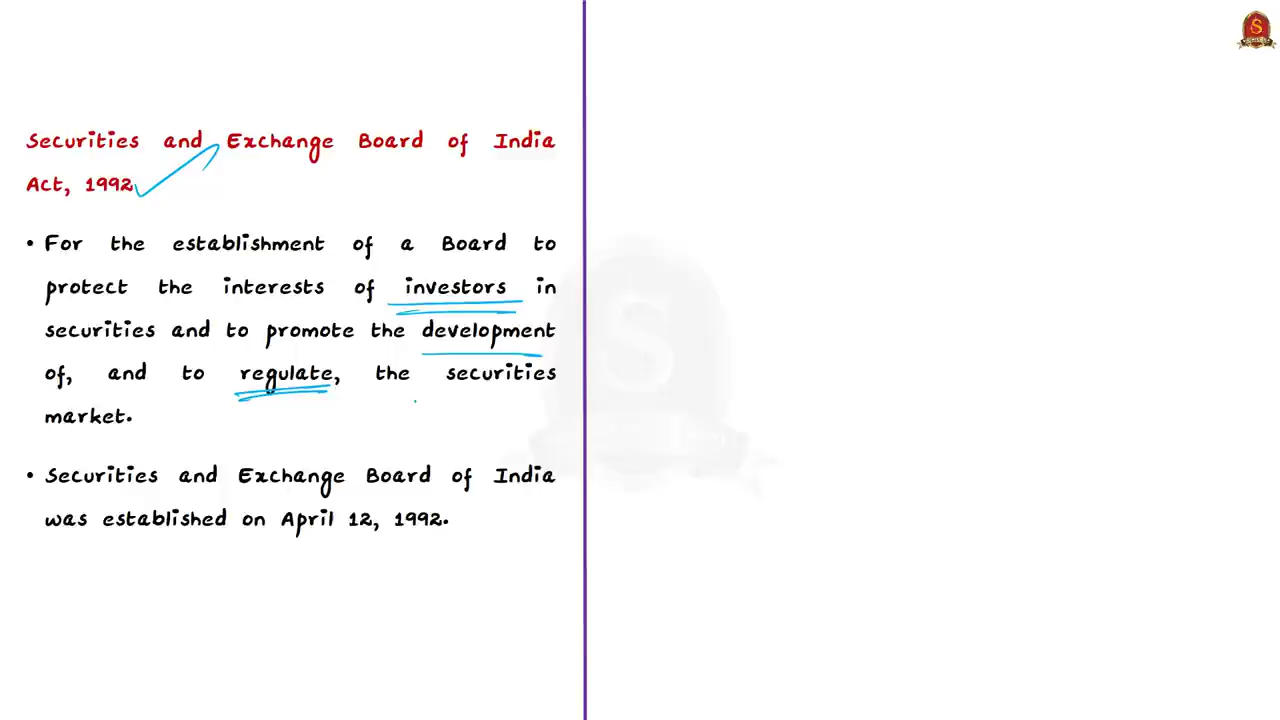 Securities and Exchange Board of India
Act, 1992
• For the establishment of a Board to
protect the interests of investors in
securities and to promote the development
of, and to regulate, the securities
market.
• Securities and Exchange Board of India
was established on April 12, 1992.
S